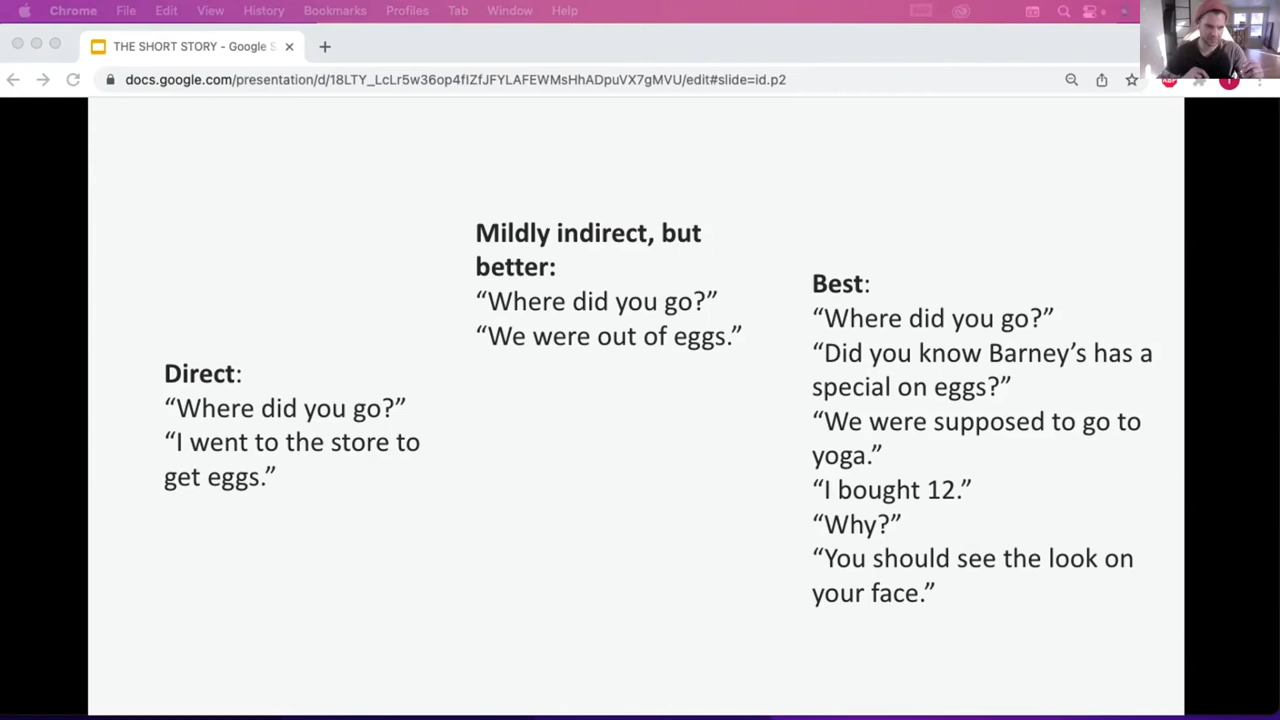 Chrome File Edit View History Bookmarks Profiles Tab Window Help
THE SHORT STORY - Google S
docs.google.com/presentation/d/18LTY_LcLr5w36op4fIZfJFYLAFEWMsHhADpuVX7gMVU/edit#slide=id.p2
Direct:
“Where did you go?”
“I went to the store to
get eggs.”
Mildly indirect, but
better:
“Where did you go?”
“We were out of eggs.”
Best:
“Where did you go?”
“Did you know Barney’s has a
special on eggs?”
“We were supposed to go to
yoga.”
“I bought 12.”
“Why?”
“You should see the look on
your face.”